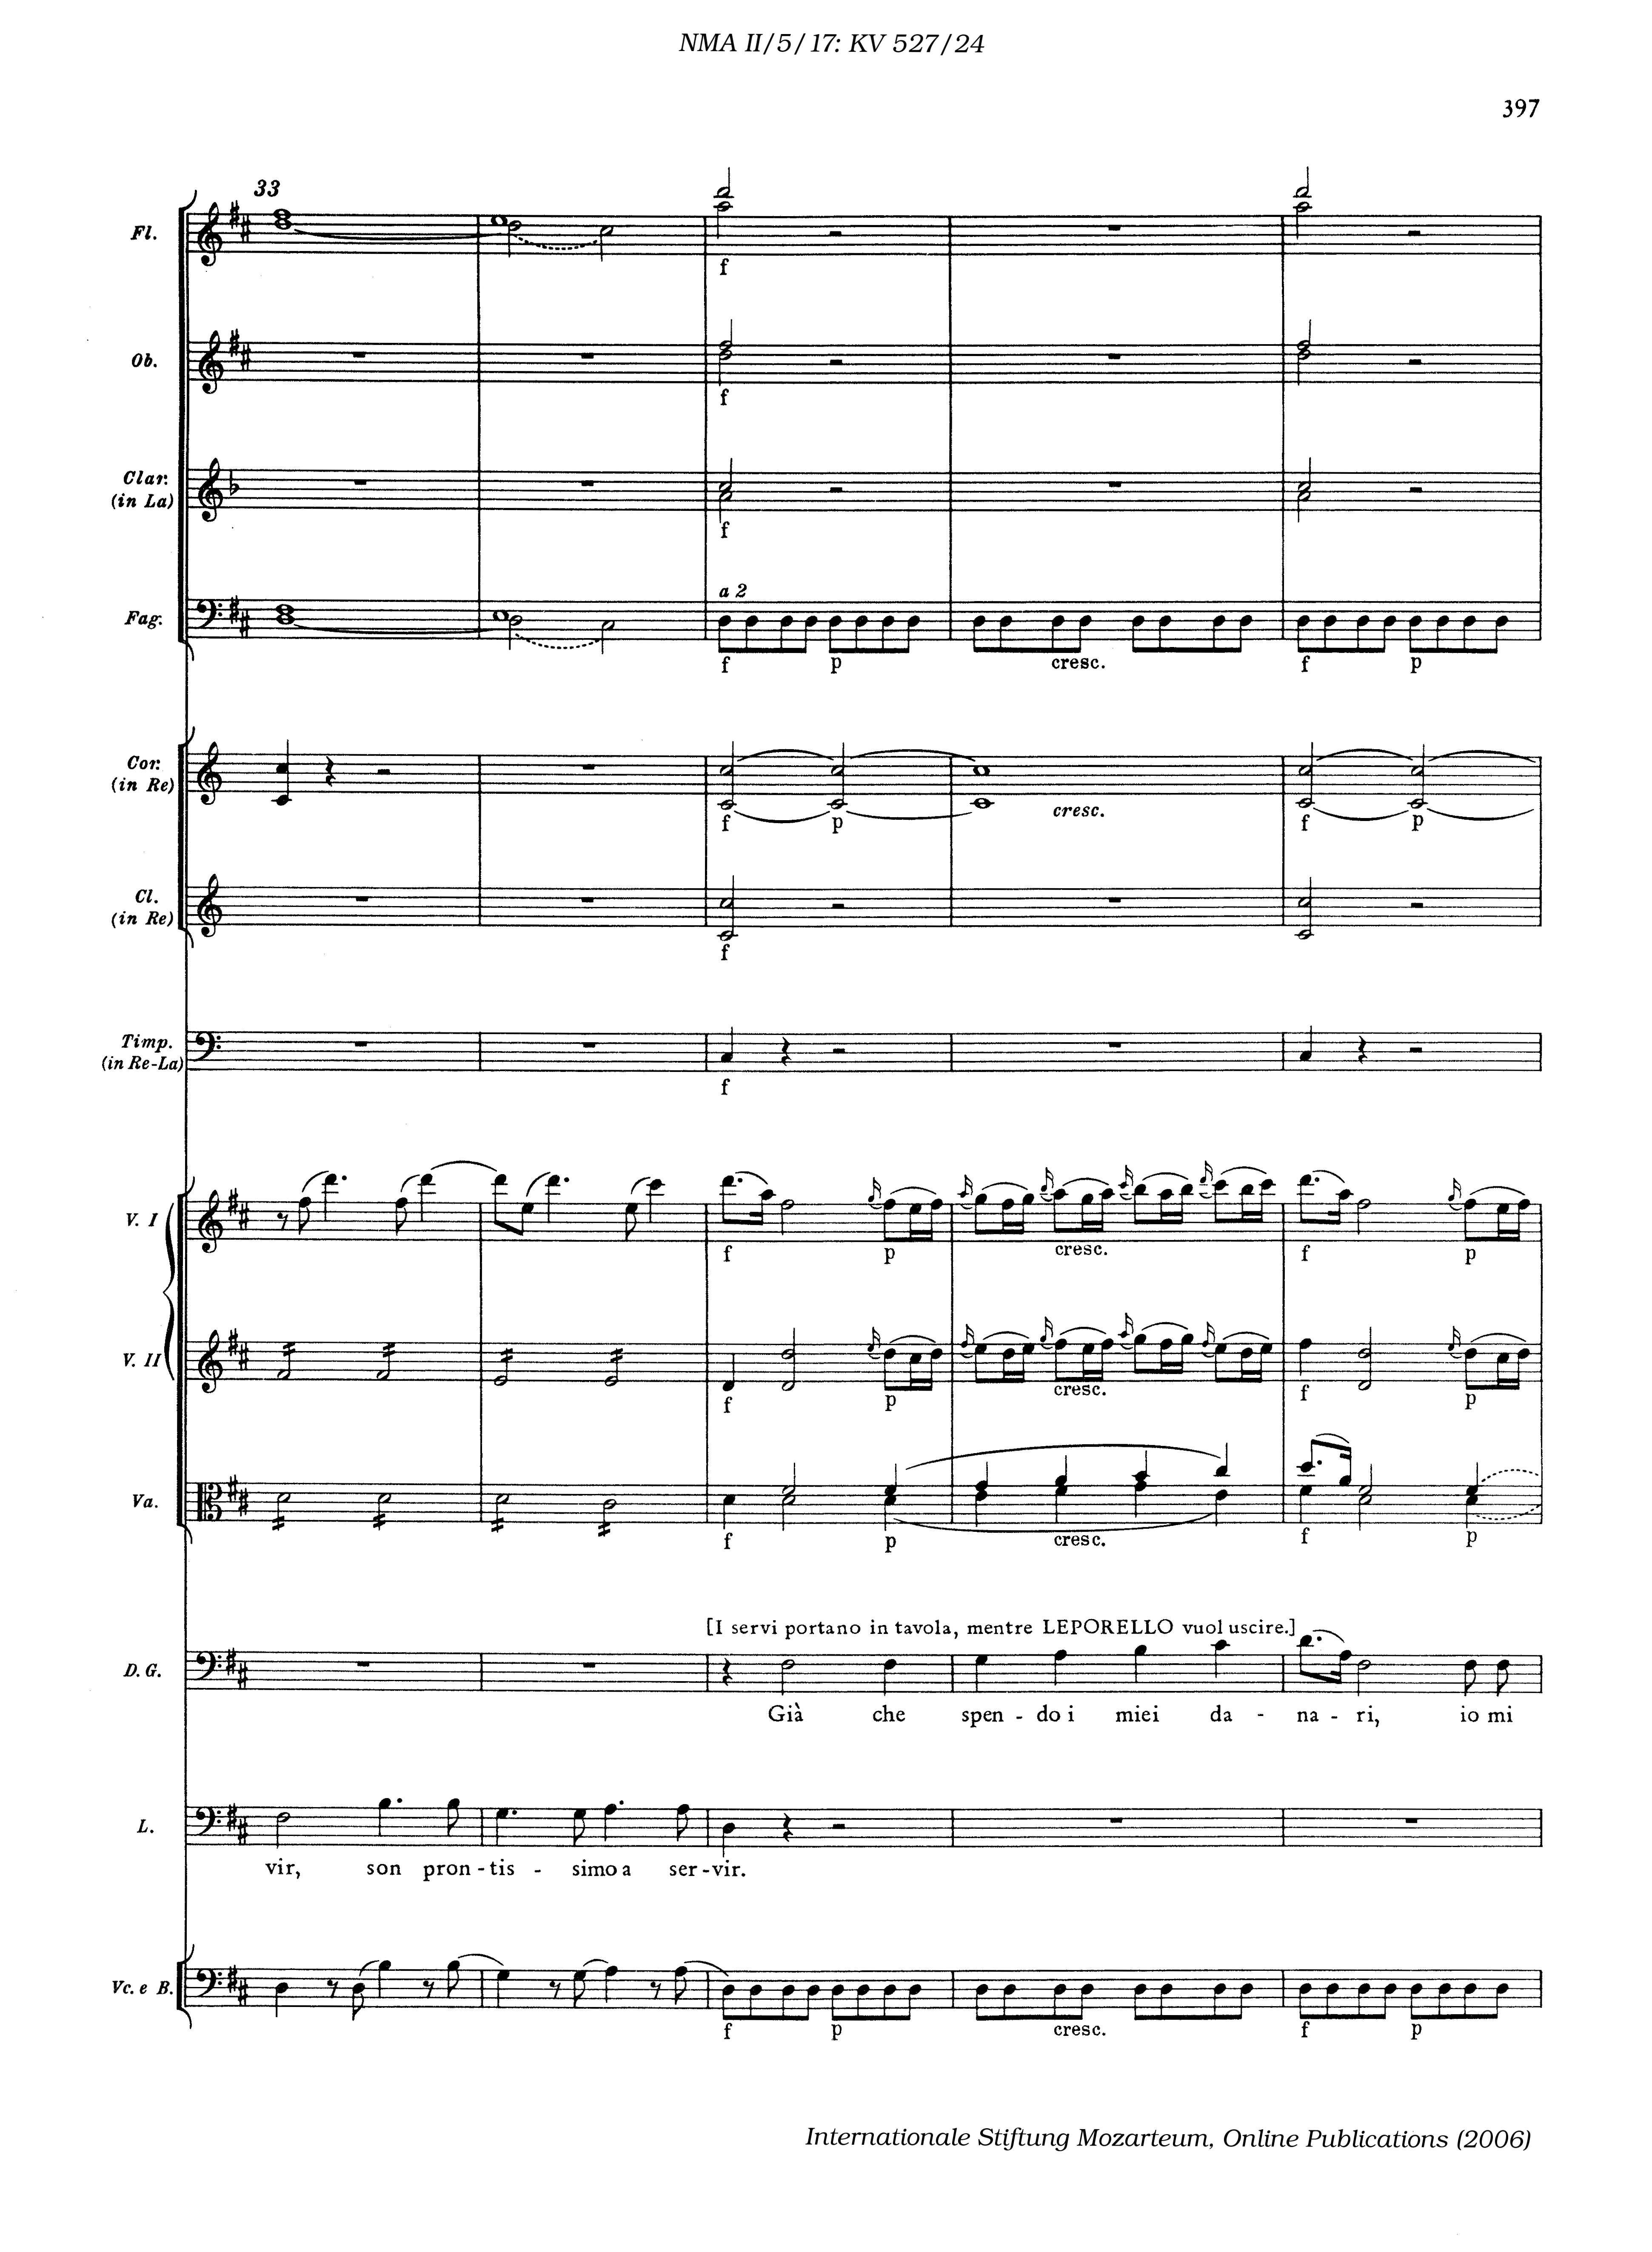 NMA II/5/17: KV 527/24
397
33
Fl.
f
Ob.
f
Clar.
(in La)
f
a 2
Fag.
f p cresc. f p
Cor.
(in Re)
f p cresc. f p
Cl.
(in Re)
f
Timp.
(in Re-La)
f
V. I
f p cresc. f p
V. II
f p cresc. f p
Va.
f p cresc. f p
[I servi portano in tavola, mentre LEPORELLO vuol uscire.]
D. G.
Già che spen - do i miei da - na - ri, io mi
L.
vir, son pron - tis - simo a ser - vir.
Vc. e B.
f p cresc. f p
Internationale Stiftung Mozarteum, Online Publications (2006)